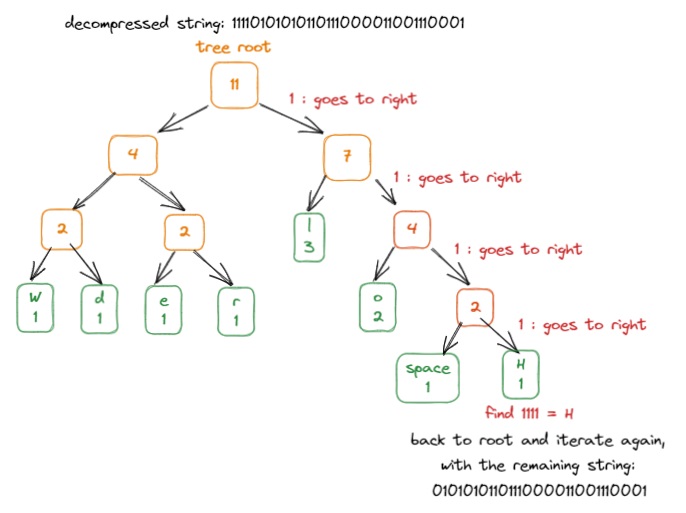 decompressed string: 11110101010110111000011001110001
tree root
11
1 : goes to right
4
7
1 : goes to right
2
2
l
3
4
1 : goes to right
W
1
d
1
e
1
r
1
o
2
2
1 : goes to right
space
1
H
1
find 1111 = H
back to root and iterate again,
with the remaining string:
0101010110111000011001110001